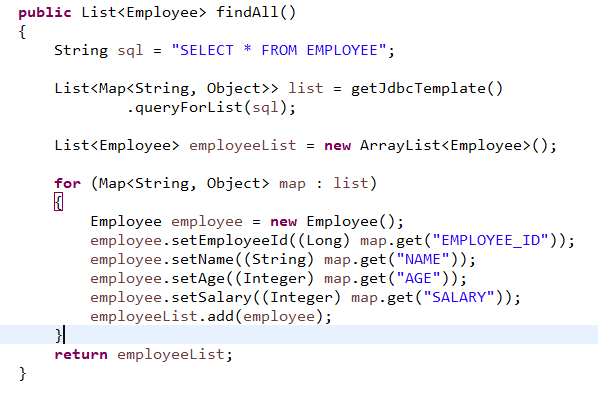 public List<Employee> findAll()
{
    String sql = "SELECT * FROM EMPLOYEE";

    List<Map<String, Object>> list = getJdbcTemplate()
            .queryForList(sql);

    List<Employee> employeeList = new ArrayList<Employee>();

    for (Map<String, Object> map : list)
    {
        Employee employee = new Employee();
        employee.setEmployeeId((Long) map.get("EMPLOYEE_ID"));
        employee.setName((String) map.get("NAME"));
        employee.setAge((Integer) map.get("AGE"));
        employee.setSalary((Integer) map.get("SALARY"));
        employeeList.add(employee);
    }
    return employeeList;
}